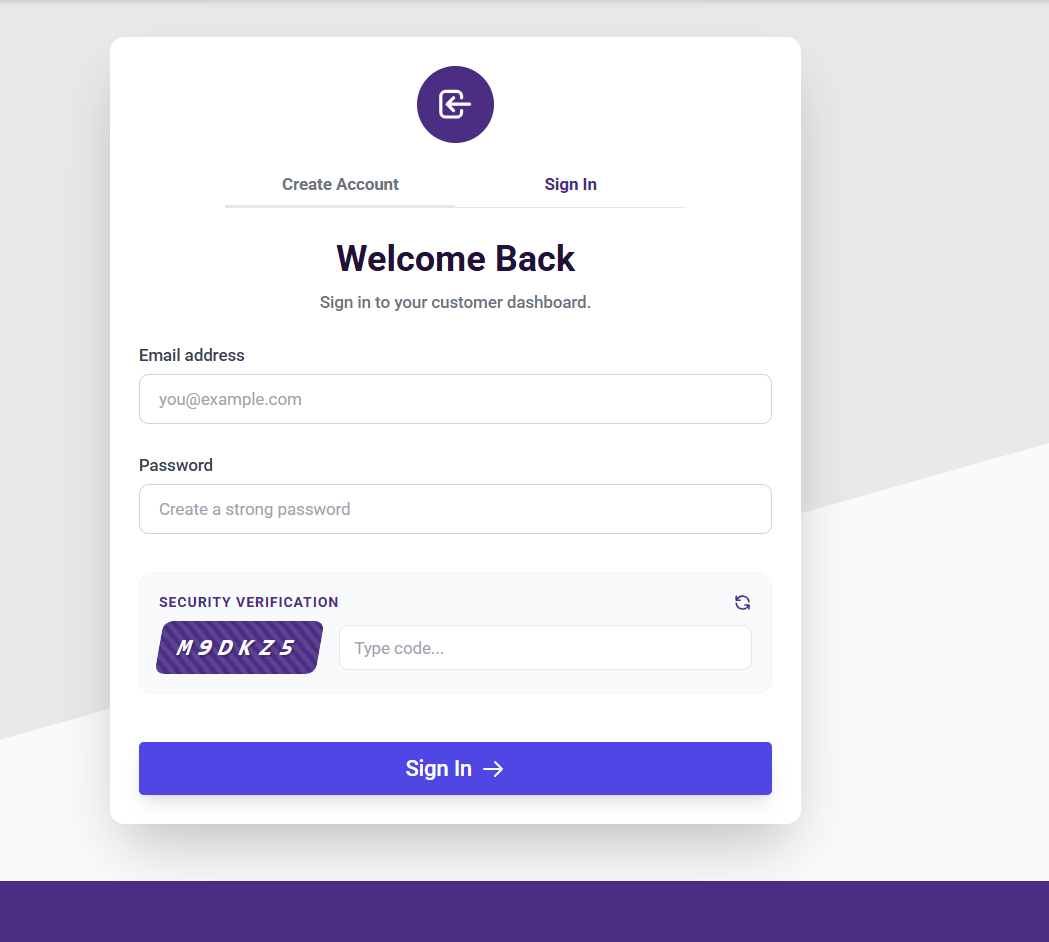 Create Account
Sign In
Welcome Back
Sign in to your customer dashboard.
Email address
you@example.com
Password
Create a strong password
SECURITY VERIFICATION
M9DKZ5
Type code...
Sign In →